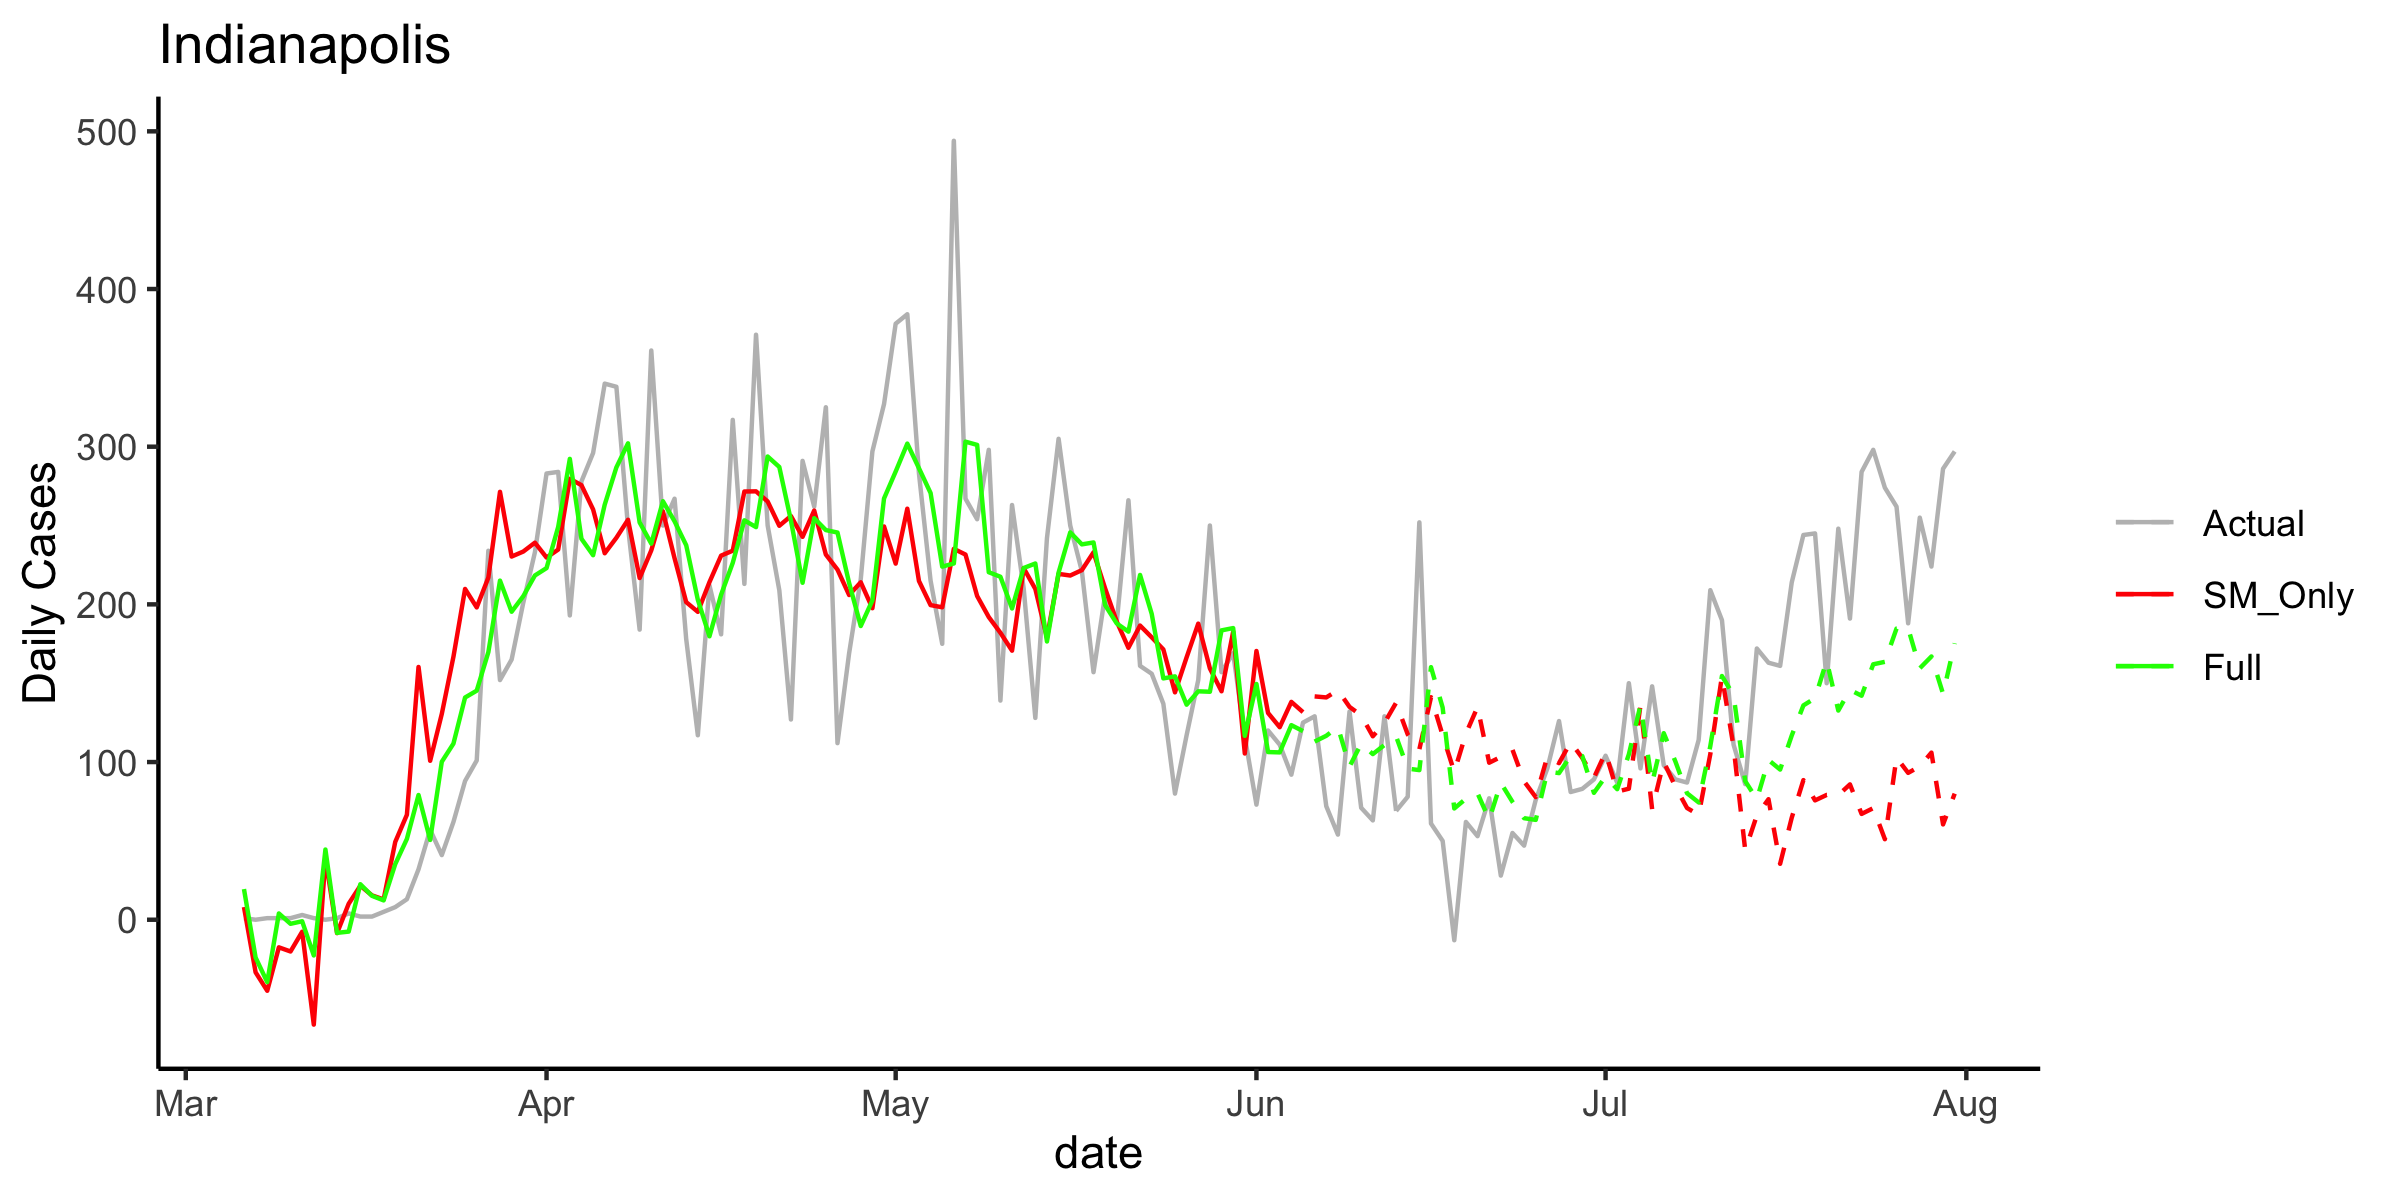 Indianapolis
Daily Cases
500
400
300
200
100
0
Mar Apr May Jun Jul Aug
date
Actual
SM_Only
Full